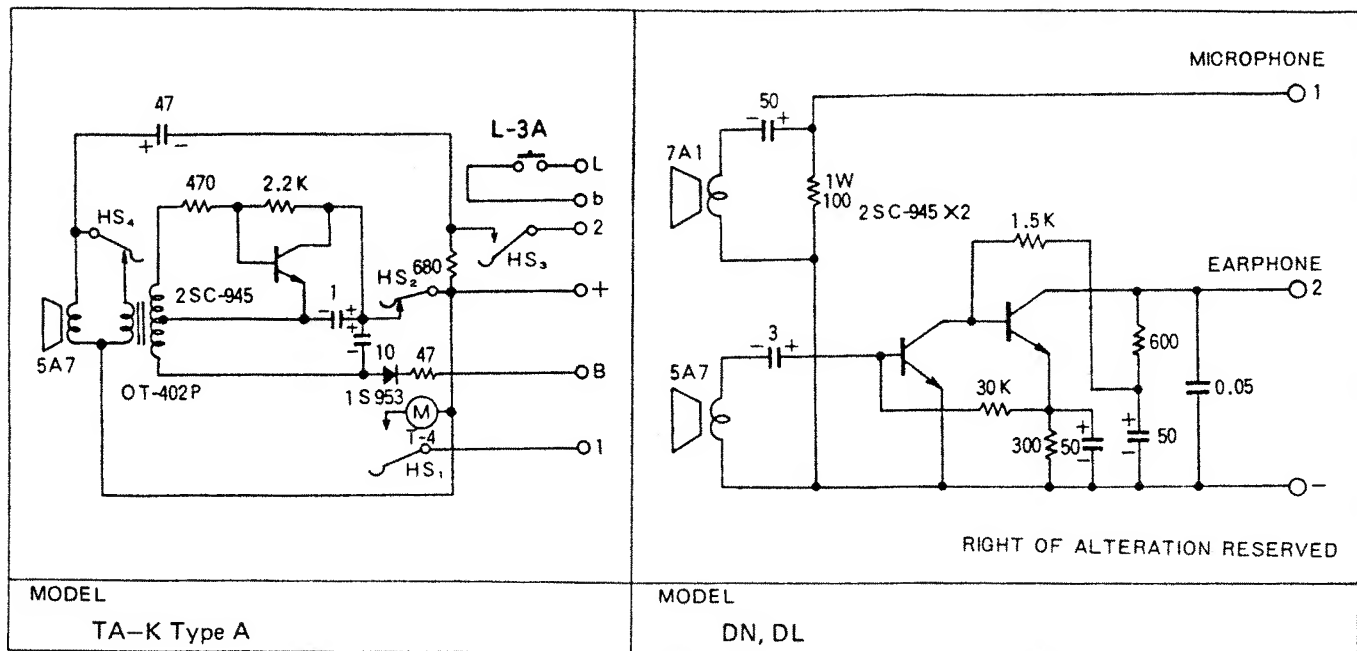 47
+ -
L-3A
L
b
470
2.2K
HS4
2
HS3
680
HS2
+
2SC-945
1
- +
+
-
5A7
OT-402P
10
47
B
1S953
M
T-4
HS1
1
MODEL
TA-K Type A
MICROPHONE
1
50
- +
7A1
1W
100
2SC-945×2
1.5K
EARPHONE
2
3
- +
600
0.05
5A7
30K
300
50
+
-
+
-
50
-
RIGHT OF ALTERATION RESERVED
MODEL
DN, DL